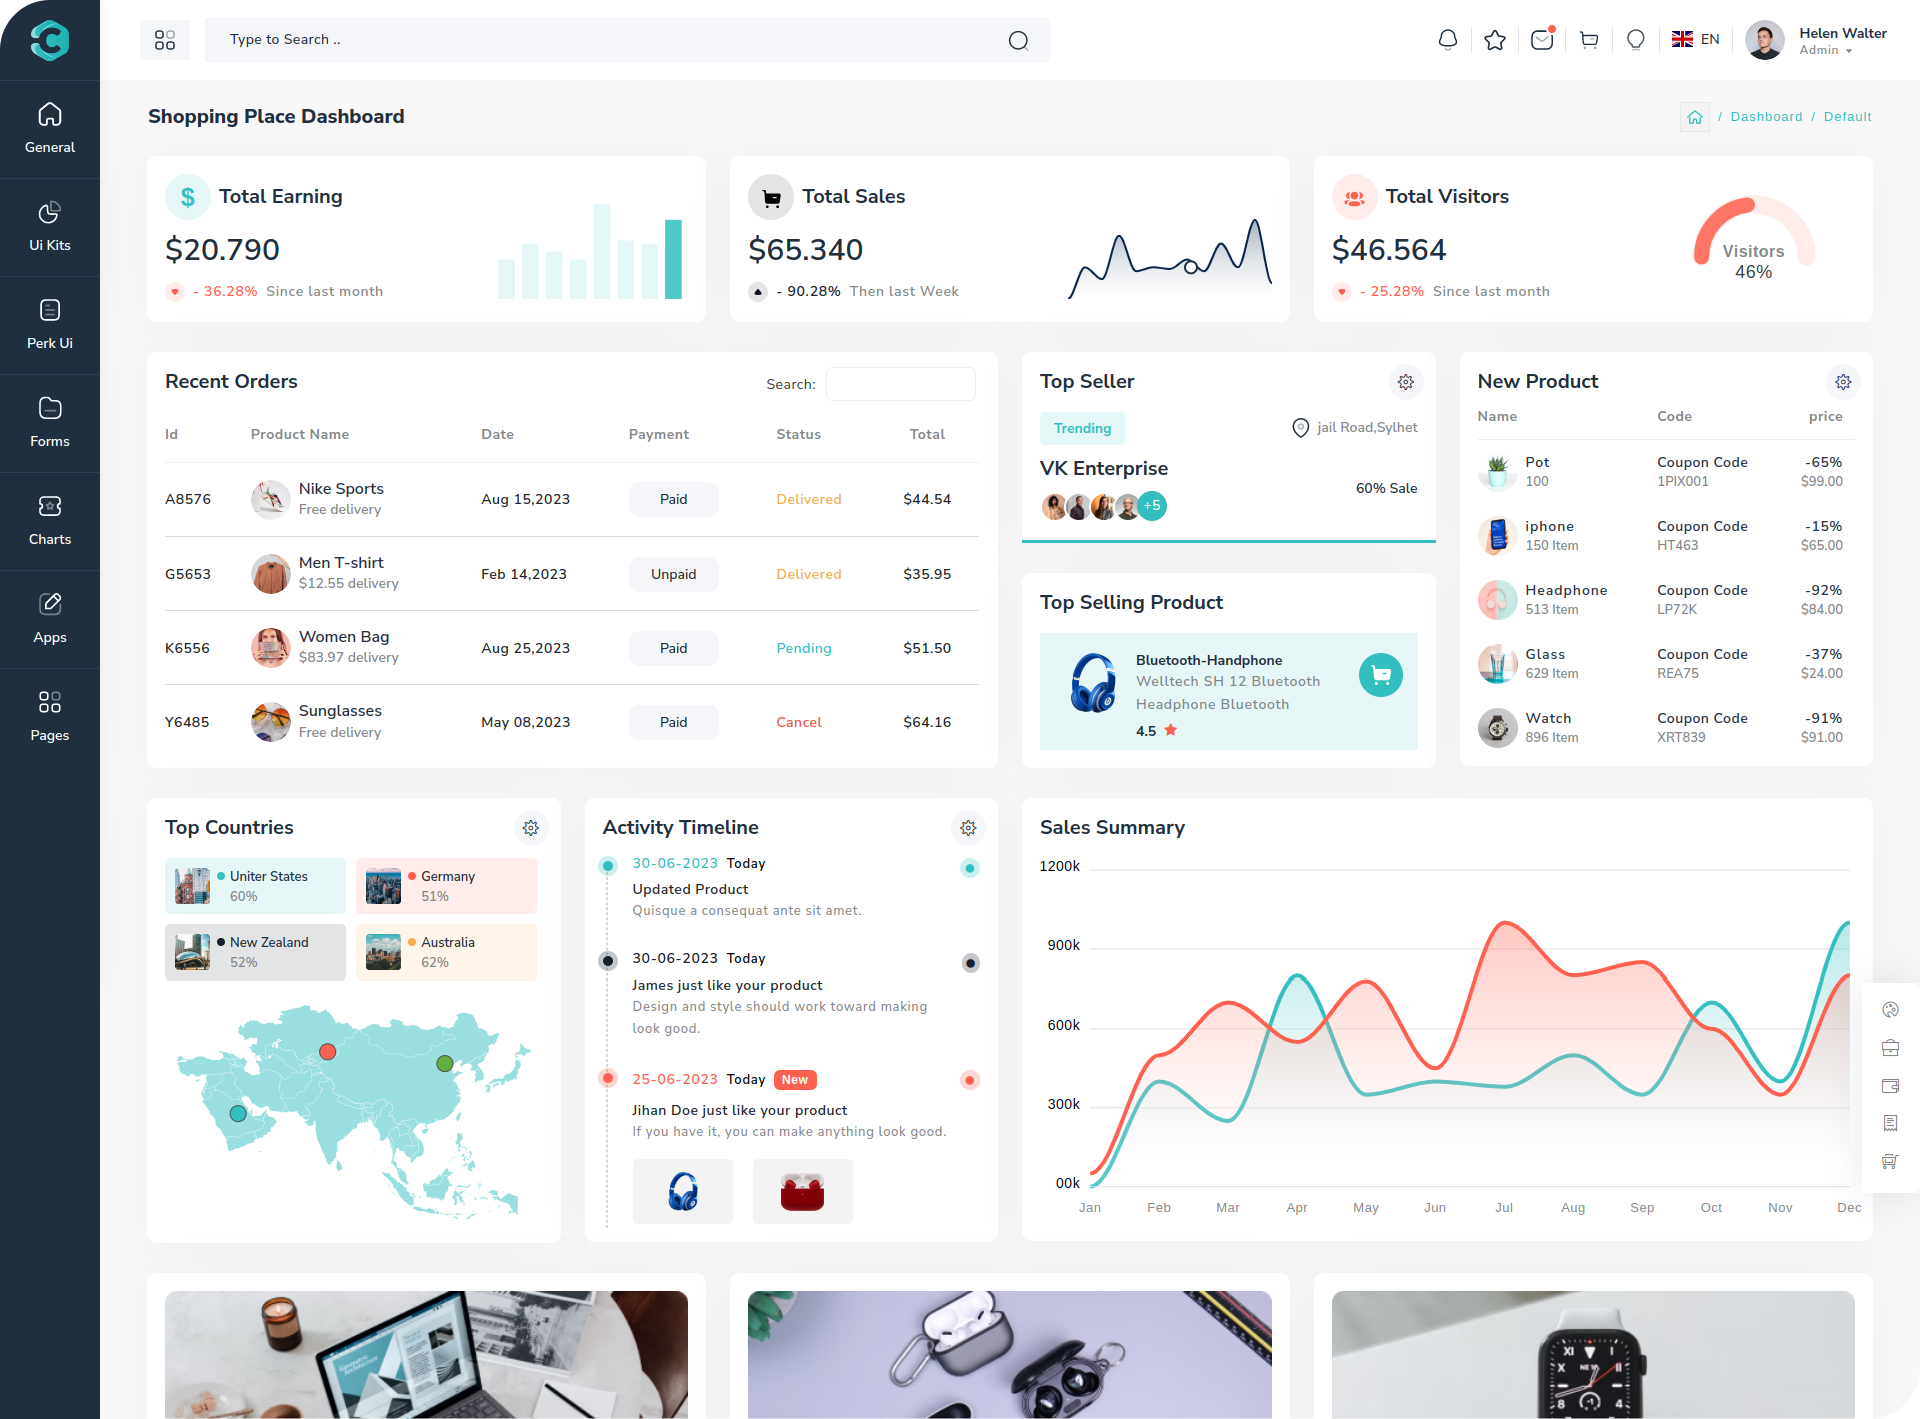 Type to Search ..
EN
Helen Walter
Admin
General
Ui Kits
Perk Ui
Forms
Charts
Apps
Pages
Shopping Place Dashboard
/ Dashboard / Default
$ Total Earning
$20.790
- 36.28% Since last month
Total Sales
$65.340
- 90.28% Then last Week
Total Visitors
$46.564
- 25.28% Since last month
Visitors
46%
Recent Orders
Search:
Id Product Name Date Payment Status Total
A8576 Nike Sports Free delivery Aug 15,2023 Paid Delivered $44.54
G5653 Men T-shirt $12.55 delivery Feb 14,2023 Unpaid Delivered $35.95
K6556 Women Bag $83.97 delivery Aug 25,2023 Paid Pending $51.50
Y6485 Sunglasses Free delivery May 08,2023 Paid Cancel $64.16
Top Seller
Trending
jail Road,Sylhet
VK Enterprise
60% Sale
+5
Top Selling Product
Bluetooth-Handphone
Welltech SH 12 Bluetooth
Headphone Bluetooth
4.5
New Product
Name Code price
Pot Coupon Code -65%
100 1PIX001 $99.00
iphone Coupon Code -15%
150 Item HT463 $65.00
Headphone Coupon Code -92%
513 Item LP72K $84.00
Glass Coupon Code -37%
629 Item REA75 $24.00
Watch Coupon Code -91%
896 Item XRT839 $91.00
Top Countries
Uniter States
60%
Germany
51%
New Zealand
52%
Australia
62%
Activity Timeline
30-06-2023 Today
Updated Product
Quisque a consequat ante sit amet.
30-06-2023 Today
James just like your product
Design and style should work toward making
look good.
25-06-2023 Today New
Jihan Doe just like your product
If you have it, you can make anything look good.
Sales Summary
1200k
900k
600k
300k
00k
Jan Feb Mar Apr May Jun Jul Aug Sep Oct Nov Dec